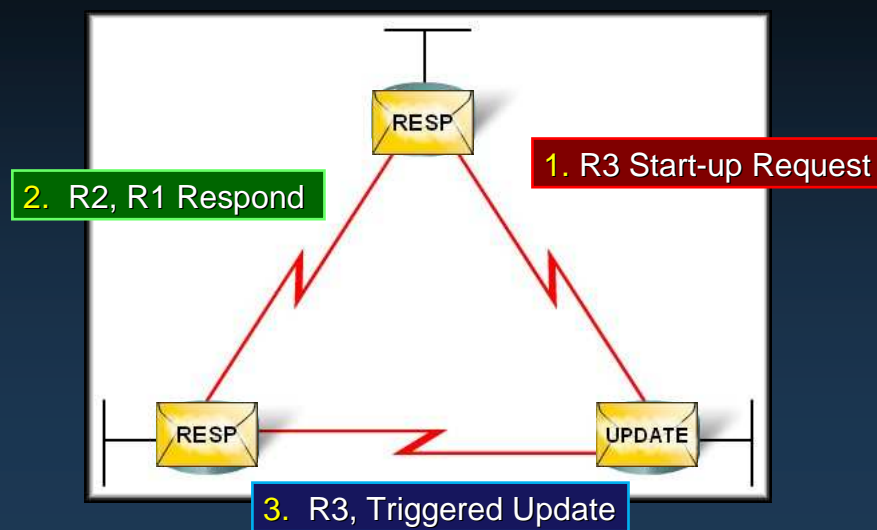 RESP
1. R3 Start-up Request
2. R2, R1 Respond
RESP
UPDATE
3. R3, Triggered Update